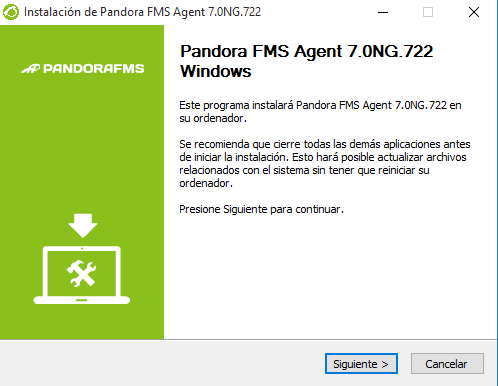 Instalación de Pandora FMS Agent 7.0NG.722
PANDORAFMS
Pandora FMS Agent 7.0NG.722
Windows
Este programa instalará Pandora FMS Agent 7.0NG.722 en
su ordenador.
Se recomienda que cierre todas las demás aplicaciones antes
de iniciar la instalación. Esto hará posible actualizar archivos
relacionados con el sistema sin tener que reiniciar su
ordenador.
Presione Siguiente para continuar.
Siguiente >
Cancelar